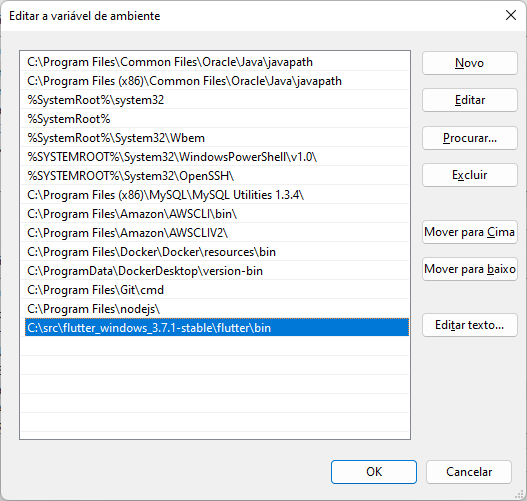 Editar a variável de ambiente
C:\Program Files\Common Files\Oracle\Java\javapath
C:\Program Files (x86)\Common Files\Oracle\Java\javapath
%SystemRoot%\system32
%SystemRoot%
%SystemRoot%\System32\Wbem
%SYSTEMROOT%\System32\WindowsPowerShell\v1.0\
%SYSTEMROOT%\System32\OpenSSH\
C:\Program Files (x86)\MySQL\MySQL Utilities 1.3.4\
C:\Program Files\Amazon\AWSCLI\bin\
C:\Program Files\Amazon\AWSCLIV2\
C:\Program Files\Docker\Docker\resources\bin
C:\ProgramData\DockerDesktop\version-bin
C:\Program Files\Git\cmd
C:\Program Files\nodejs\
C:\src\flutter_windows_3.7.1-stable\flutter\bin
Novo
Editar
Procurar...
Excluir
Mover para Cima
Mover para baixo
Editar texto...
OK
Cancelar